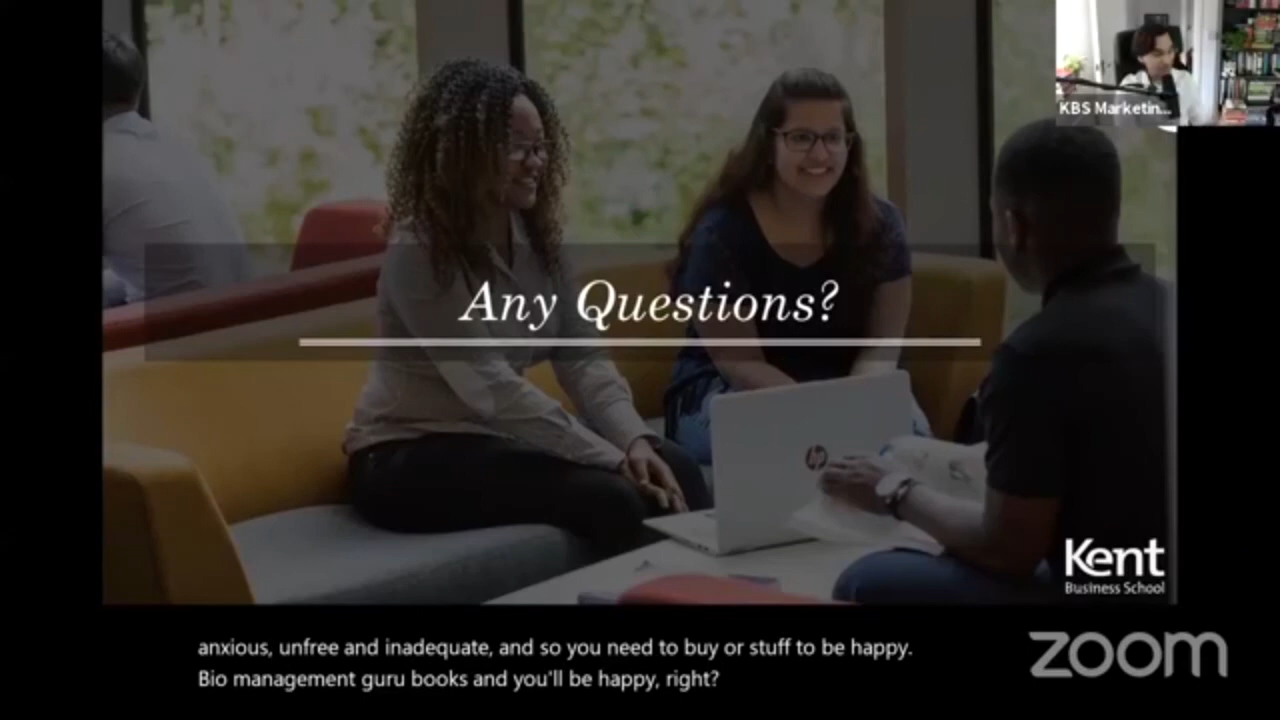 KBS Marketin...
Any Questions?
hp
Kent
Business School
anxious, unfree and inadequate, and so you need to buy or stuff to be happy.
Bio management guru books and you'll be happy, right?
zoom